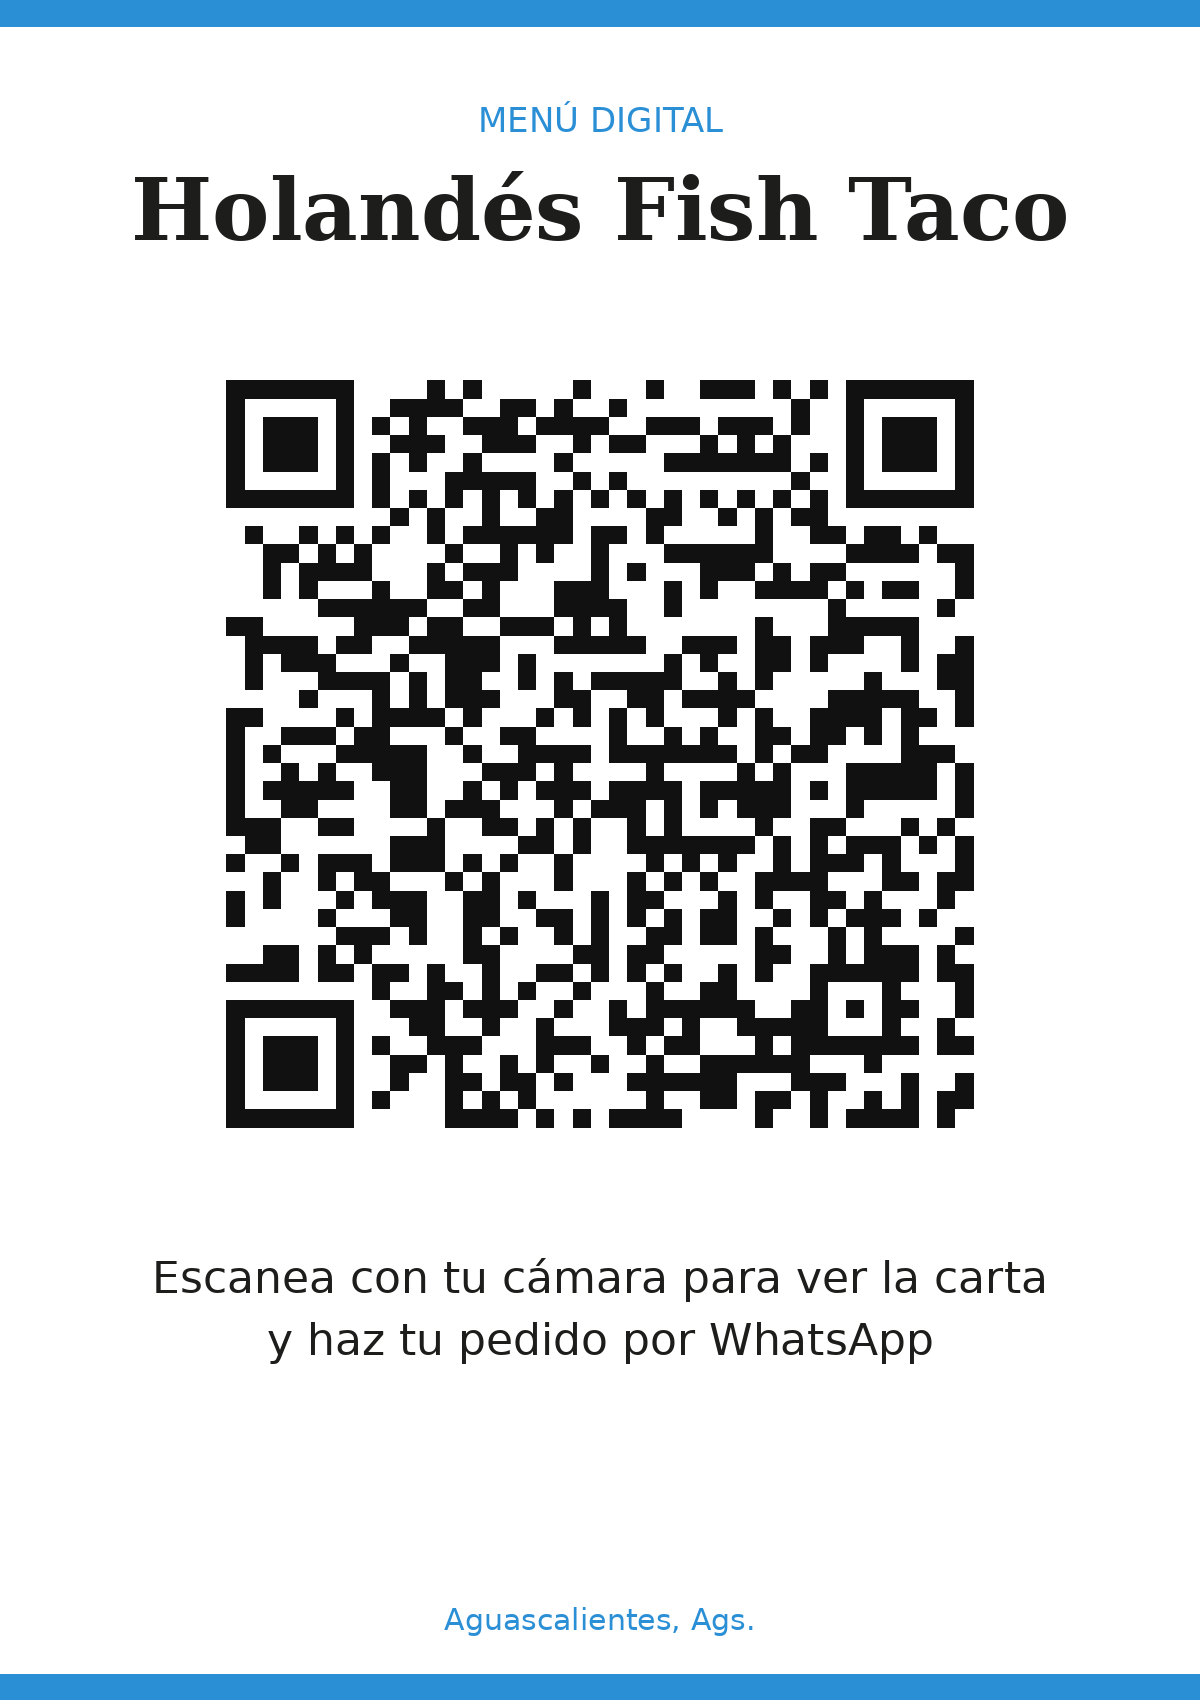 MENÚ DIGITAL
Holandés Fish Taco
Escanea con tu cámara para ver la carta
y haz tu pedido por WhatsApp
Aguascalientes, Ags.